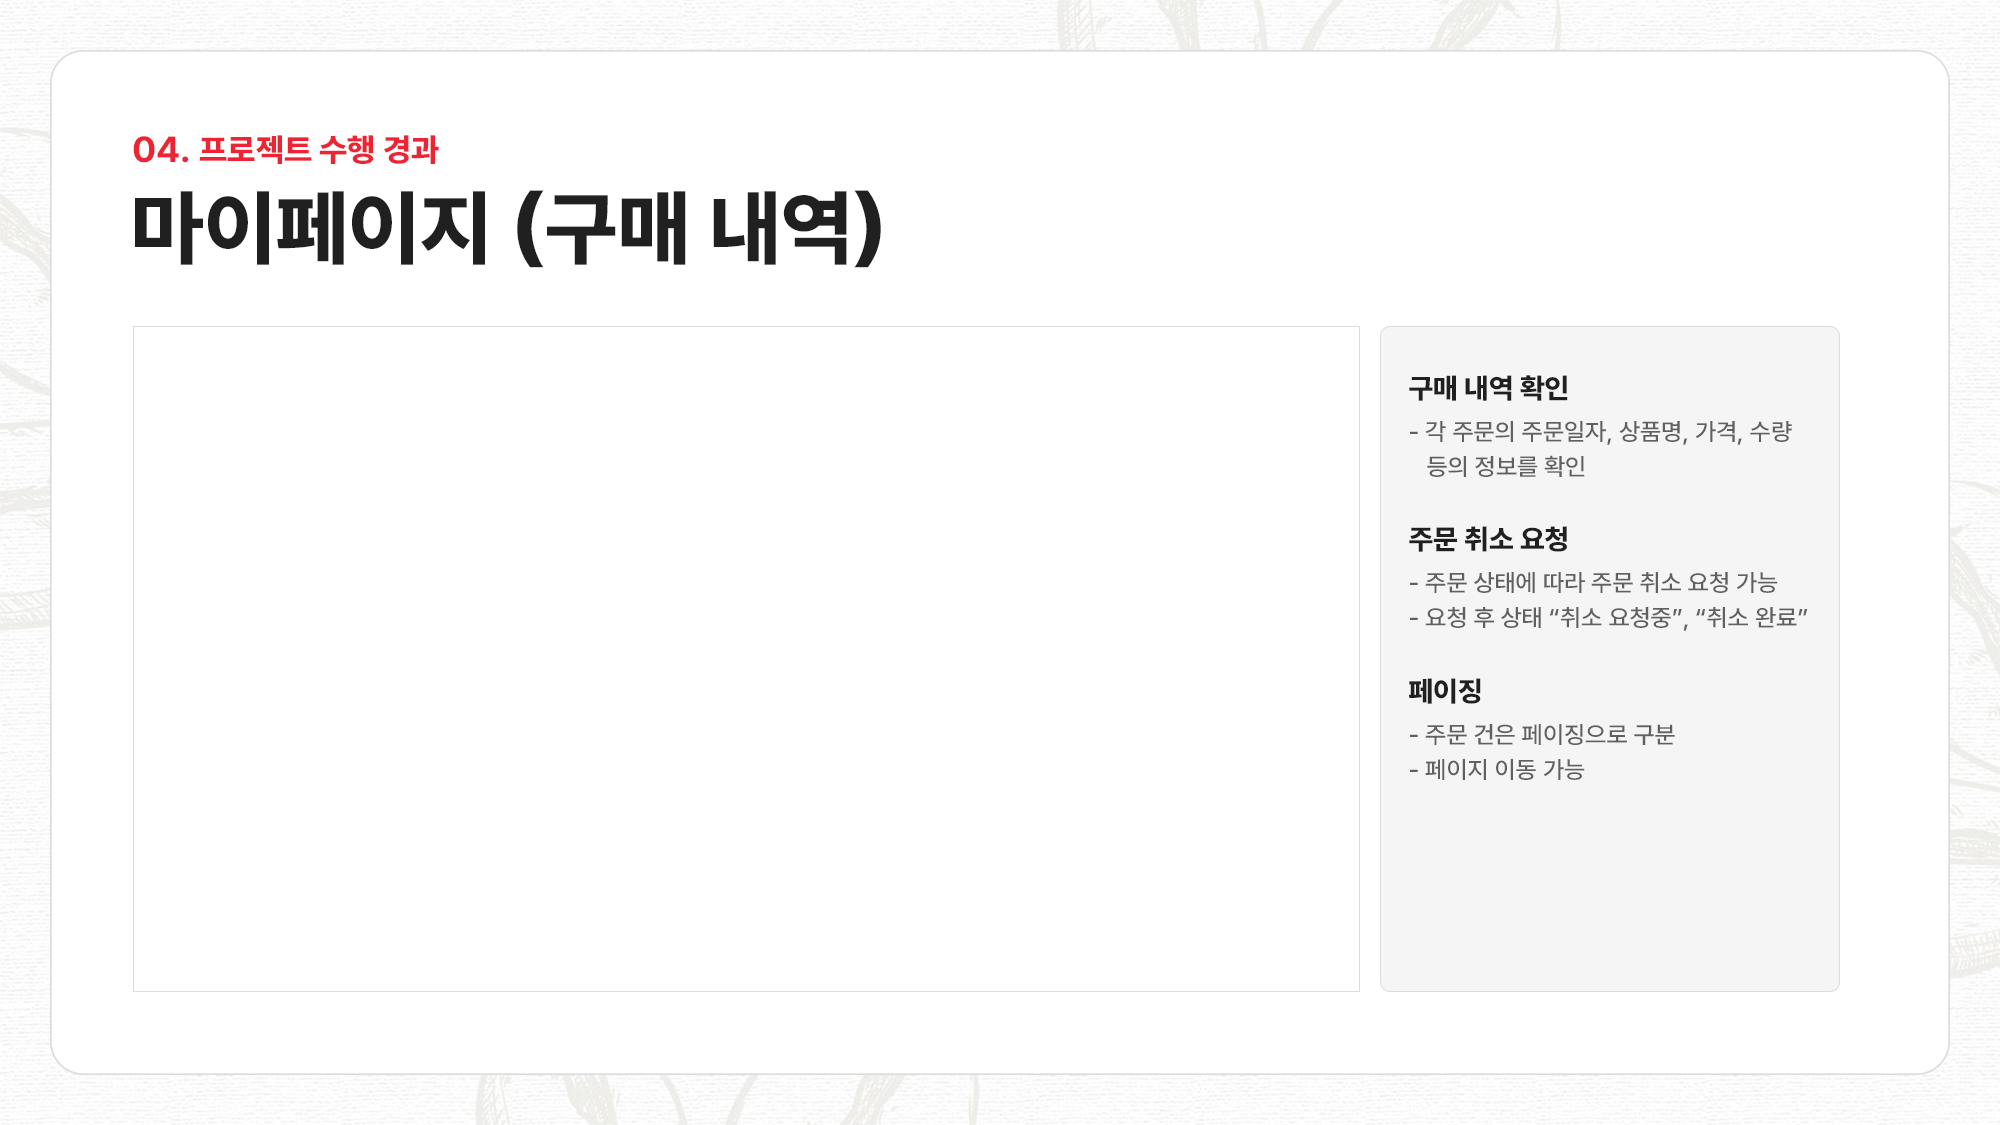 04. 프로젝트 수행 경과
마이페이지 (구매 내역)
구매 내역 확인
- 각 주문의 주문일자, 상품명, 가격, 수량
등의 정보를 확인
주문 취소 요청
- 주문 상태에 따라 주문 취소 요청 가능
- 요청 후 상태 “취소 요청중”, “취소 완료”
페이징
- 주문 건은 페이징으로 구분
- 페이지 이동 가능